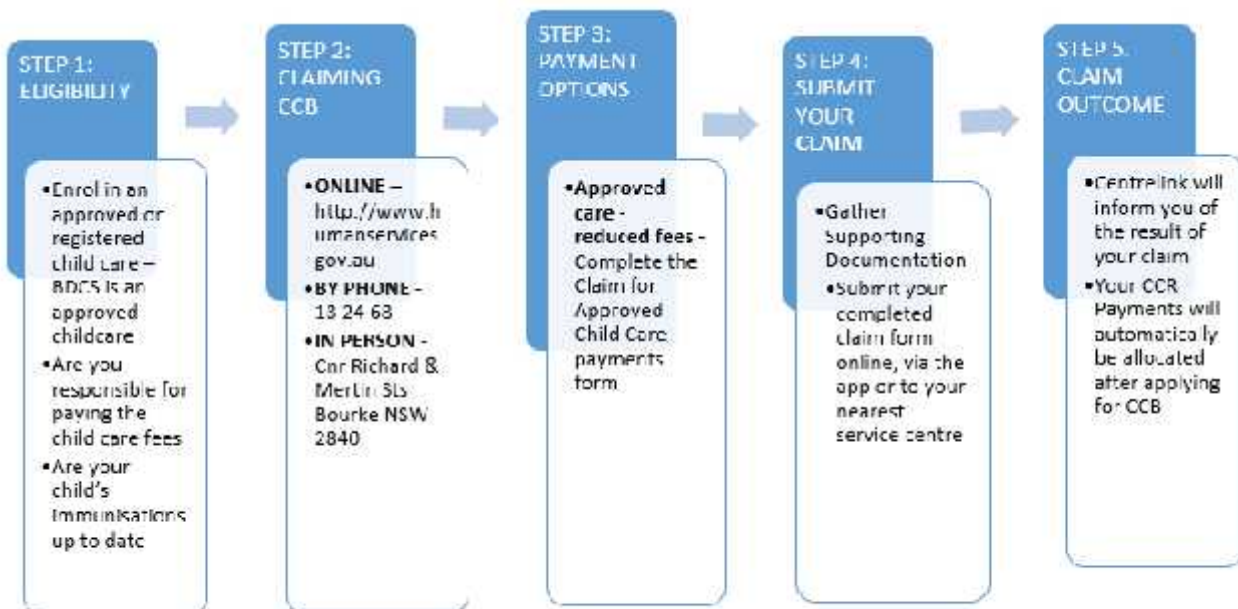 STEP 1:
ELIGIBILITY
•Enrol in an
approved or
registered
child care –
BDCS is an
approved
childcare
•Are you
responsible for
paying the
child care fees
•Are your
child's
immunisations
up to date
STEP 2:
CLAIMING
CCB
•ONLINE –
http://www.h
umanservices
gov.au
•BY PHONE -
13 24 68
•IN PERSON -
Cnr Richard &
Mertin Sts
Bourke NSW
2840
STEP 3:
PAYMENT
OPTIONS
•Approved
care -
reduced fees -
Complete the
Claim for
Approved
Child Care
payments
form
STEP 4:
SUBMIT
YOUR
CLAIM
•Gather
Supporting
Documentation
•Submit your
completed
claim form
online, via the
app or to your
nearest
service centre
STEP 5:
CLAIM
OUTCOME
•Centrelink will
inform you of
the result of
your claim
•Your CCR
Payments will
automatically
be allocated
after applying
for CCB